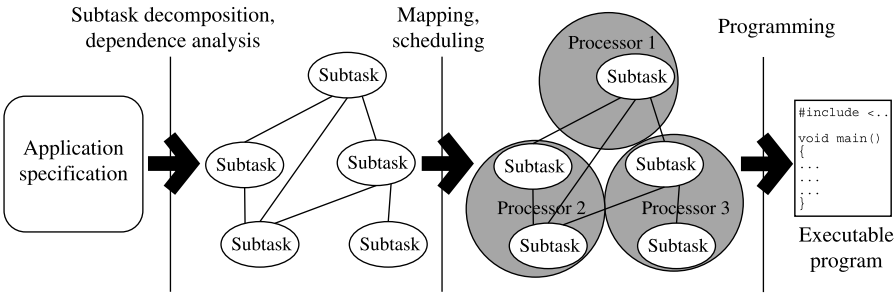 Subtask decomposition,
dependence analysis
Mapping,
scheduling
Programming
Application
specification
Subtask
Subtask
Subtask
Subtask
Subtask
Processor 1
Subtask
Subtask
Subtask
Processor 2
Processor 3
Subtask
Subtask
#include <..
void main()
{
...
...
...
}
Executable
program